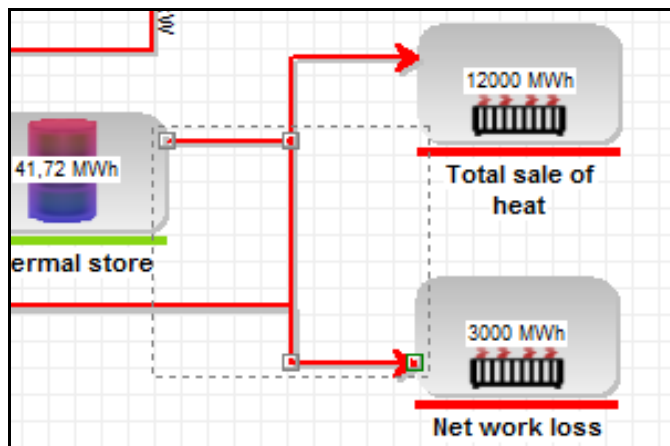 W
12000 MWh
Total sale of
heat
41,72 MWh
ermal store
3000 MWh
Net work loss